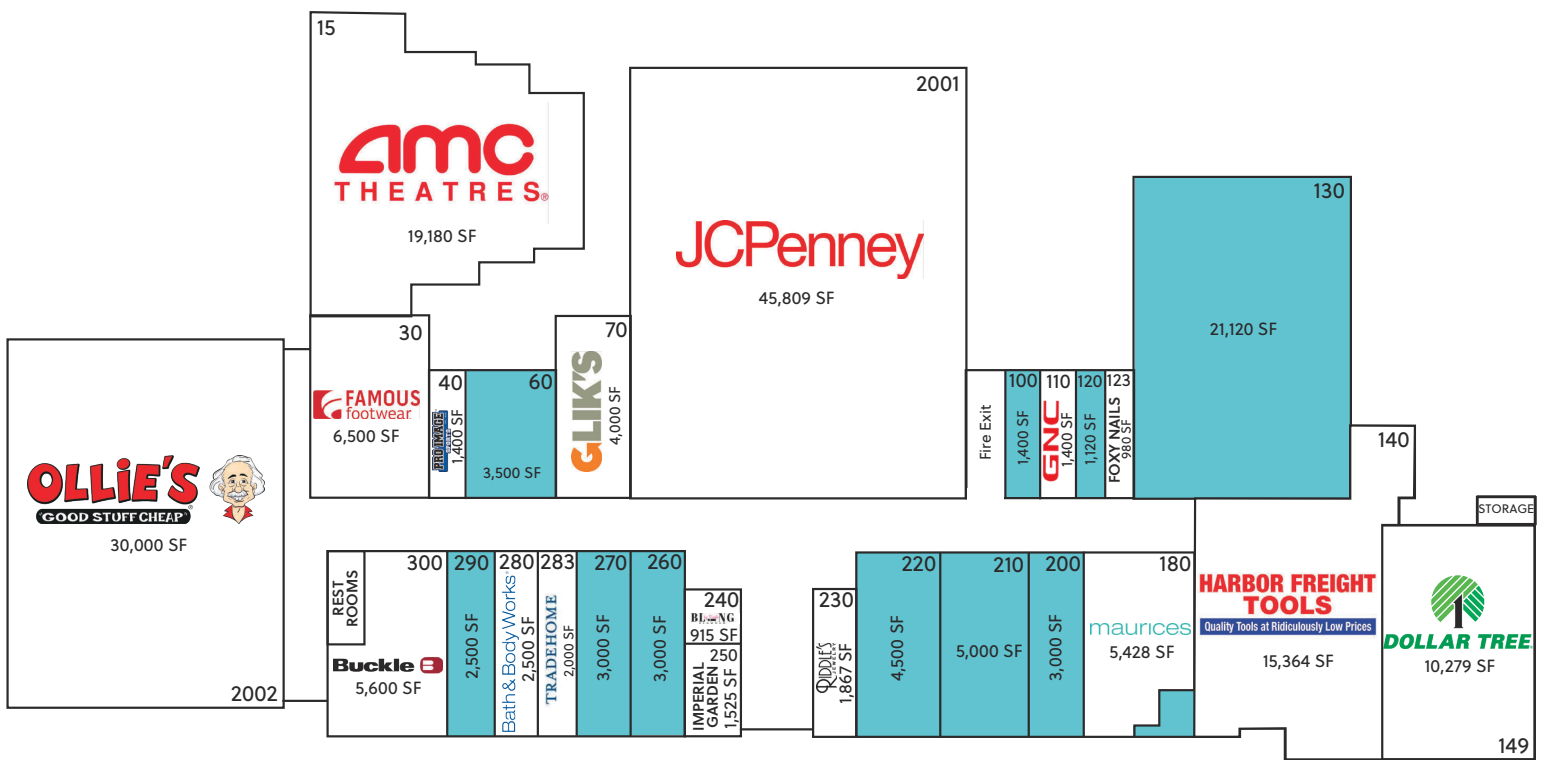 15
AMC
THEATRES®
19,180 SF
2001
JCPenney
45,809 SF
130
21,120 SF
30
FAMOUS
footwear
6,500 SF
40
PRO IMAGE
1,400 SF
60
3,500 SF
70
GLIK'S
4,000 SF
Fire Exit
100
1,400 SF
110
GNC
1,400 SF
120
1,120 SF
123
FOXY NAILS
980 SF
140
HARBOR FREIGHT
TOOLS
Quality Tools at Ridiculously Low Prices
15,364 SF
STORAGE
DOLLAR TREE
10,279 SF
149
OLLiE'S
GOOD STUFF CHEAP
30,000 SF
2002
REST
ROOMS
300
Buckle B
5,600 SF
290
2,500 SF
280
Bath & Body Works
2,500 SF
283
TRADEHOME
2,000 SF
270
3,000 SF
260
3,000 SF
240
915 SF
250
IMPERIAL
GARDEN
1,525 SF
230
RIDDLE'S
JEWELRY
1,867 SF
220
4,500 SF
210
5,000 SF
200
3,000 SF
180
maurices
5,428 SF